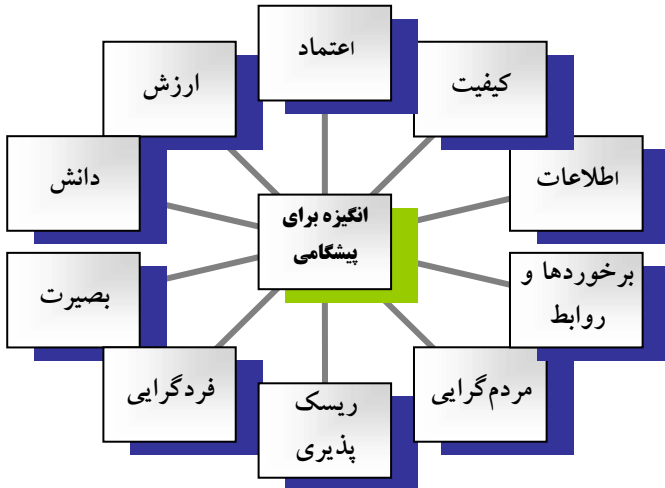 اعتماد
کیفیت
ارزش
اطلاعات
دانش
انگیزه برای
پیشگامی
برخوردها و
روابط
بصیرت
مردم‌گرایی
فردگرایی
ریسک
پذیری